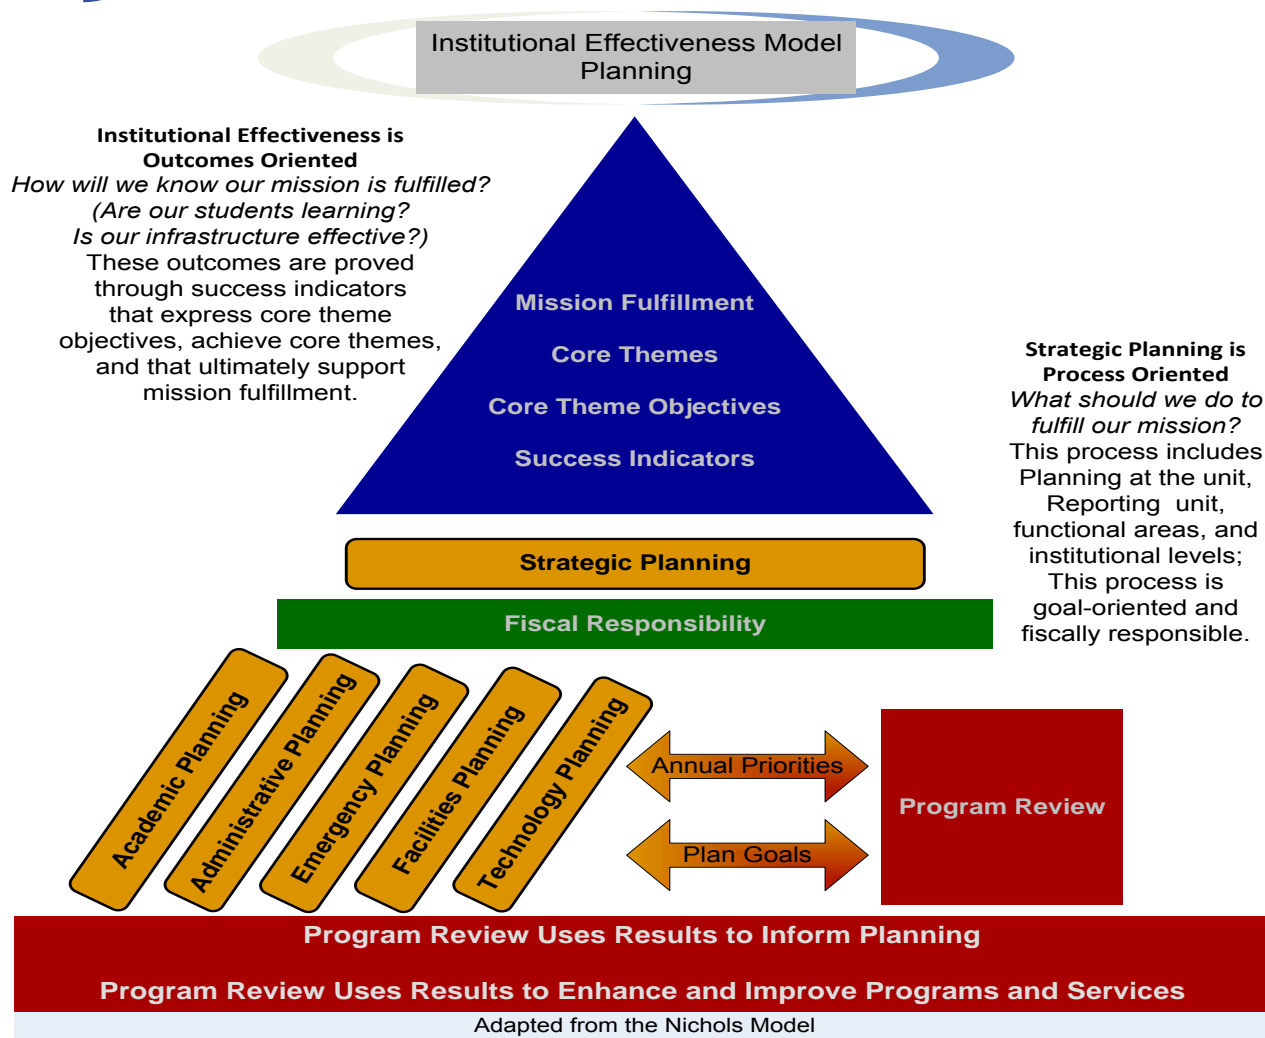 Institutional Effectiveness Model
Planning
Institutional Effectiveness is
Outcomes Oriented
How will we know our mission is fulfilled?
(Are our students learning?
Is our infrastructure effective?)
These outcomes are proved
through success indicators
that express core theme
objectives, achieve core themes,
and that ultimately support
mission fulfillment.
Mission Fulfillment
Core Themes
Core Theme Objectives
Success Indicators
Strategic Planning is
Process Oriented
What should we do to
fulfill our mission?
This process includes
Planning at the unit,
Reporting unit,
functional areas, and
institutional levels;
This process is
goal-oriented and
fiscally responsible.
Strategic Planning
Fiscal Responsibility
Academic Planning
Administrative Planning
Emergency Planning
Facilities Planning
Technology Planning
Annual Priorities
Plan Goals
Program Review
Program Review Uses Results to Inform Planning
Program Review Uses Results to Enhance and Improve Programs and Services
Adapted from the Nichols Model